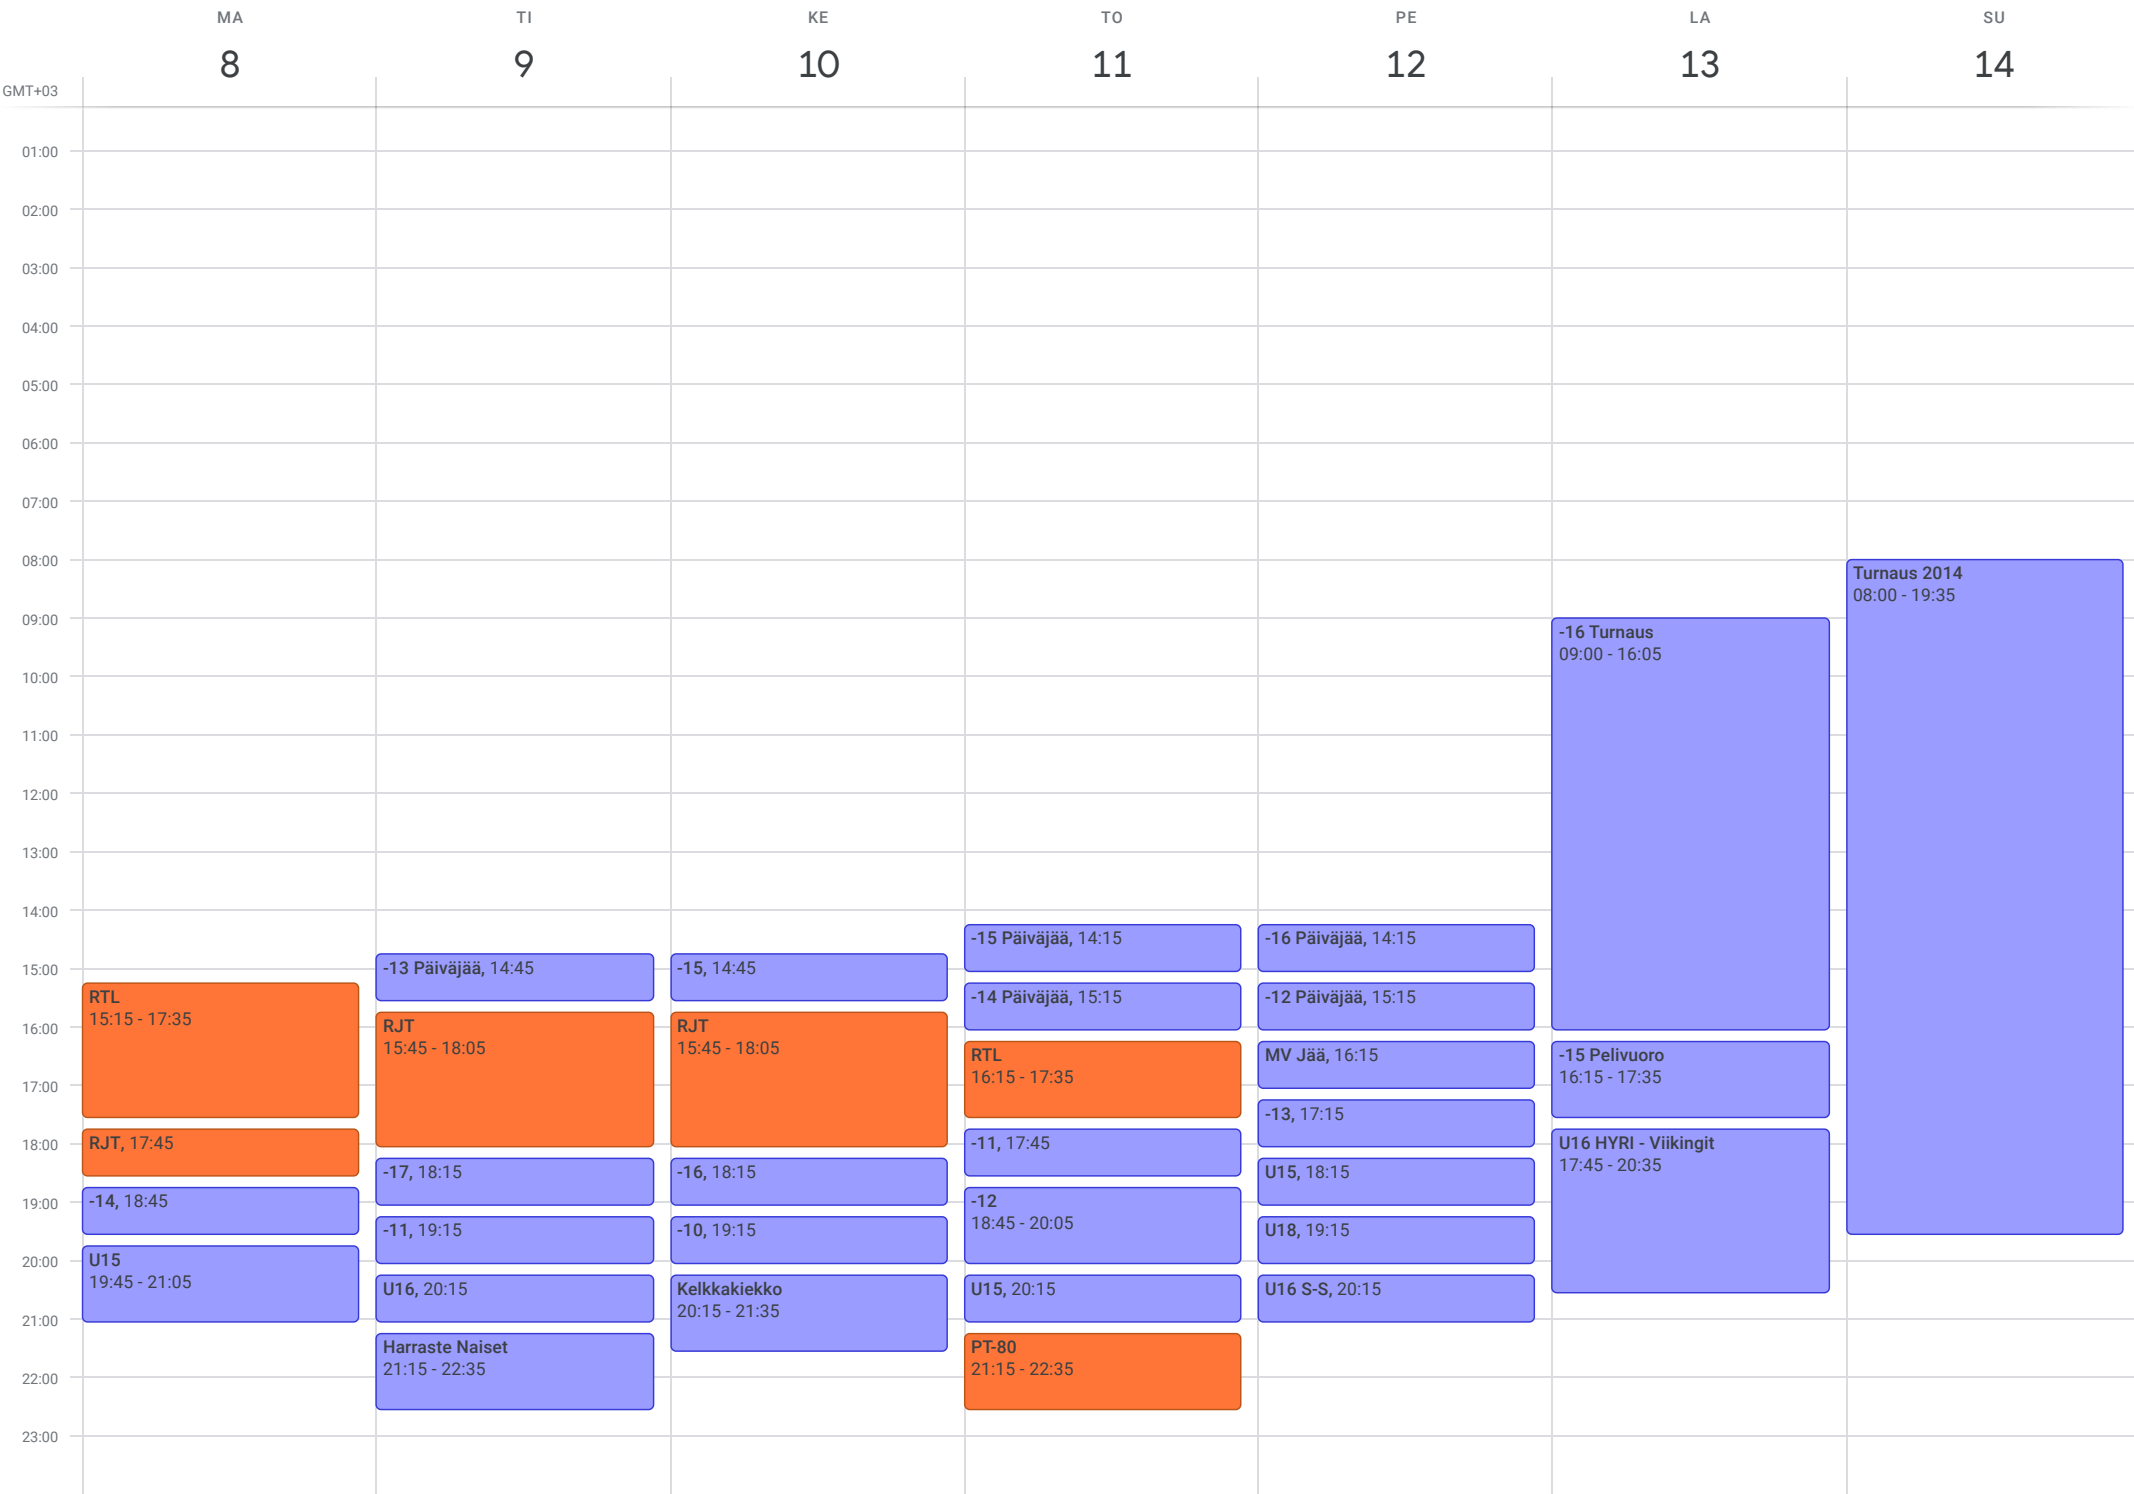 MA
TI
KE
TO
PE
LA
SU
8
9
10
11
12
13
14
GMT+03
01:00
02:00
03:00
04:00
05:00
06:00
07:00
08:00
09:00
10:00
11:00
12:00
13:00
14:00
15:00
16:00
17:00
18:00
19:00
20:00
21:00
22:00
23:00
RTL
15:15 - 17:35
RJT, 17:45
-14, 18:45
U15
19:45 - 21:05
-13 Päiväjää, 14:45
RJT
15:45 - 18:05
-17, 18:15
-11, 19:15
U16, 20:15
Harraste Naiset
21:15 - 22:35
-15, 14:45
RJT
15:45 - 18:05
-16, 18:15
-10, 19:15
Kelkkakiekko
20:15 - 21:35
-15 Päiväjää, 14:15
-14 Päiväjää, 15:15
RTL
16:15 - 17:35
-11, 17:45
-12
18:45 - 20:05
U15, 20:15
PT-80
21:15 - 22:35
-16 Päiväjää, 14:15
-12 Päiväjää, 15:15
MV Jää, 16:15
-13, 17:15
U15, 18:15
U18, 19:15
U16 S-S, 20:15
-16 Turnaus
09:00 - 16:05
-15 Pelivuoro
16:15 - 17:35
U16 HYRI - Viikingit
17:45 - 20:35
Turnaus 2014
08:00 - 19:35